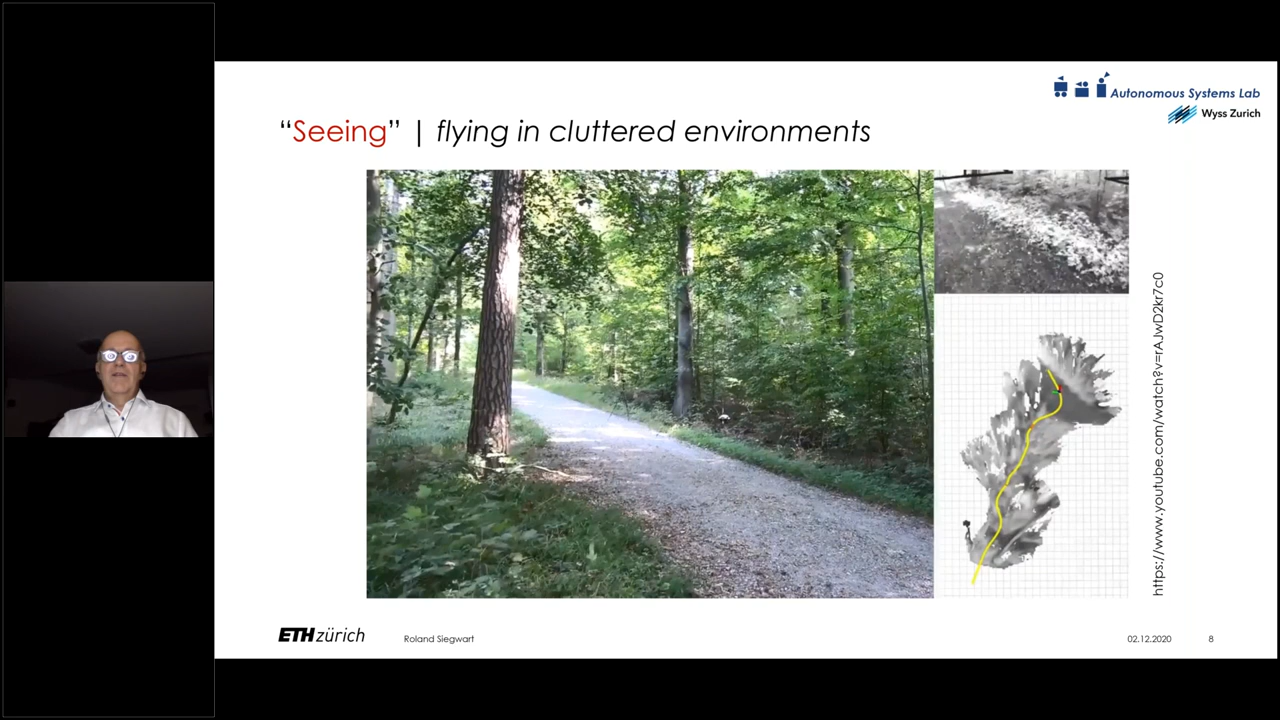 Autonomous Systems Lab
Wyss Zurich
“Seeing” | flying in cluttered environments
https://www.youtube.com/watch?v=rAJwD2kr7c0
ETH zürich
Roland Siegwart
02.12.2020
8